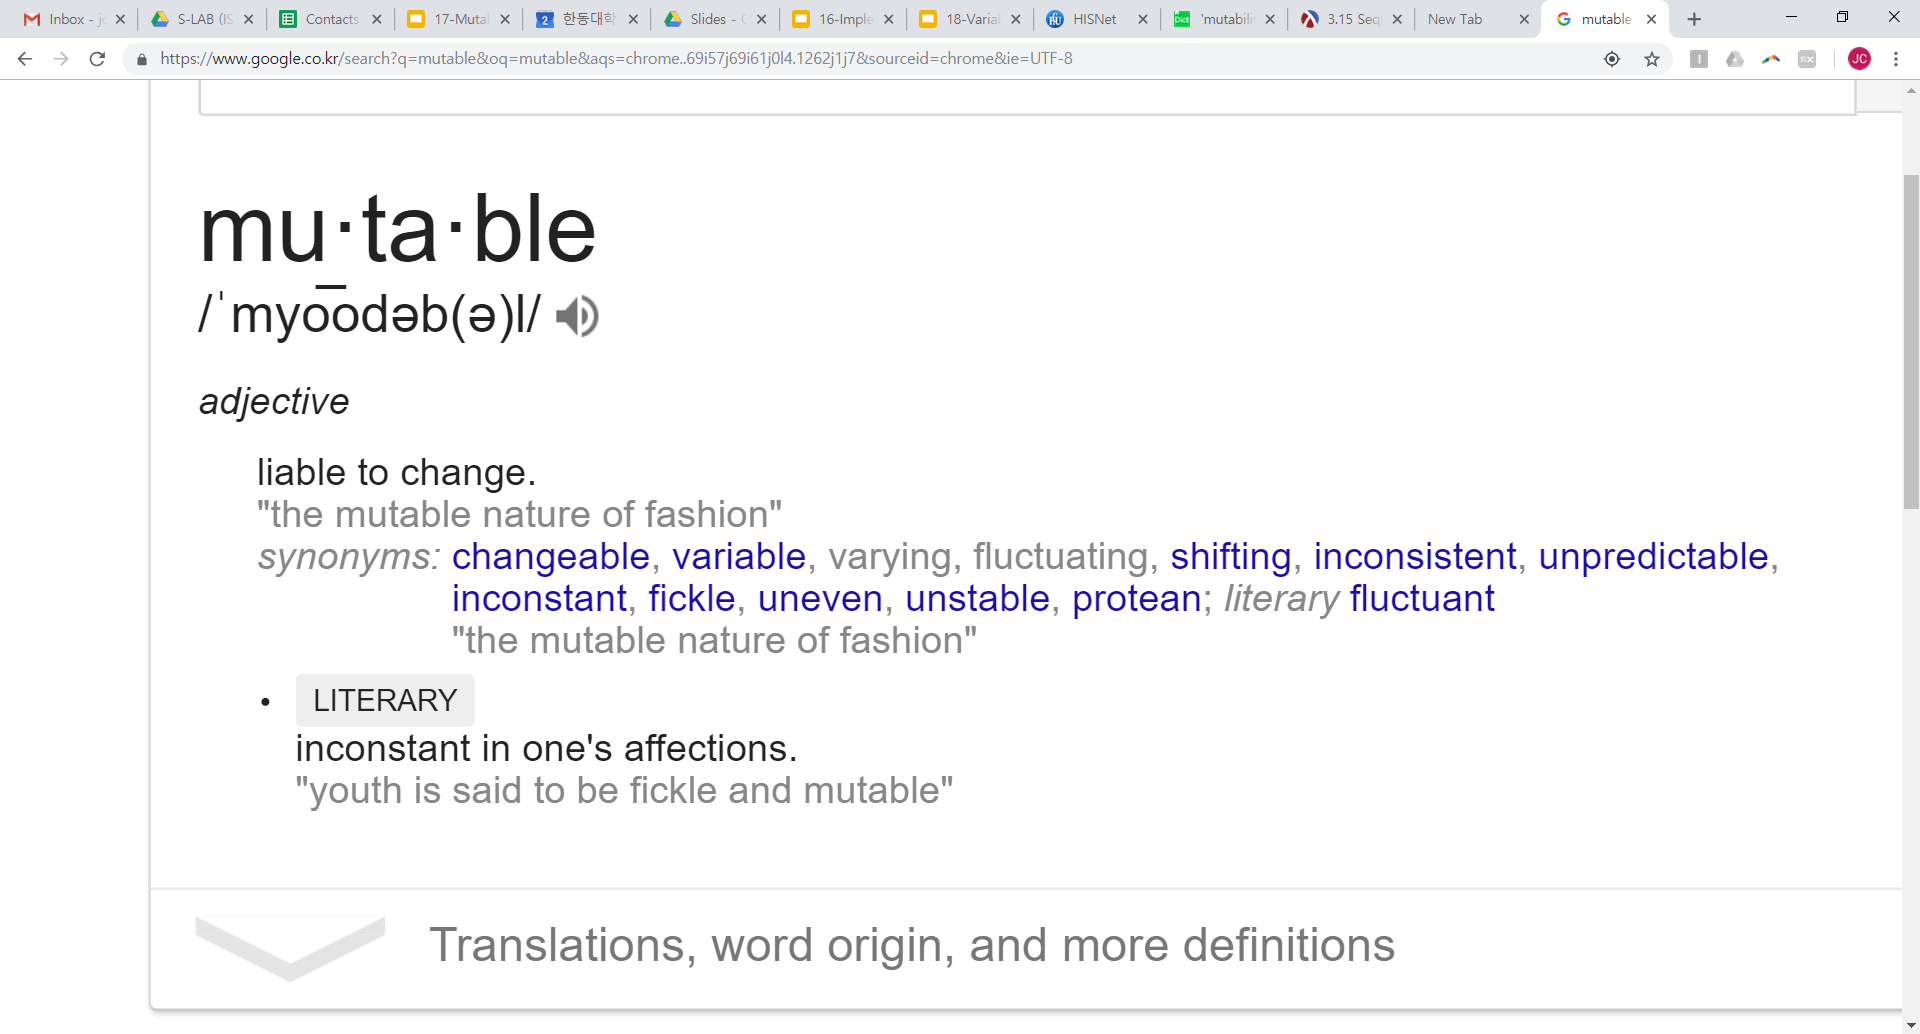 Inbox - j
S-LAB (IS
Contacts
17-Mutal
한동대학
Slides - G
16-Imple
18-Varial
HISNet
'mutabili
3.15 Seq
New Tab
mutable
https://www.google.co.kr/search?q=mutable&oq=mutable&aqs=chrome..69i57j69i61j0l4.1262j1j7&sourceid=chrome&ie=UTF-8
JC
mu·ta·ble
/ˈmyo͞odəb(ə)l/
adjective
liable to change.
"the mutable nature of fashion"
synonyms: changeable, variable, varying, fluctuating, shifting, inconsistent, unpredictable,
inconstant, fickle, uneven, unstable, protean; literary fluctuant
"the mutable nature of fashion"
• LITERARY
inconstant in one's affections.
"youth is said to be fickle and mutable"
Translations, word origin, and more definitions